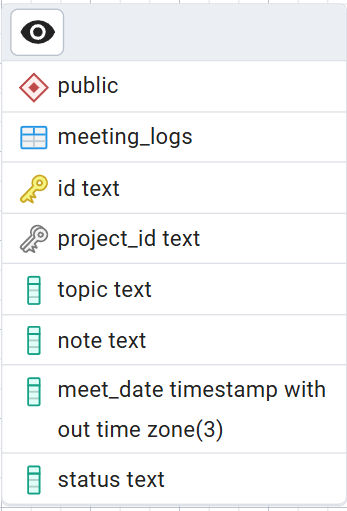 public
meeting_logs
id text
project_id text
topic text
note text
meet_date timestamp with
out time zone(3)
status text